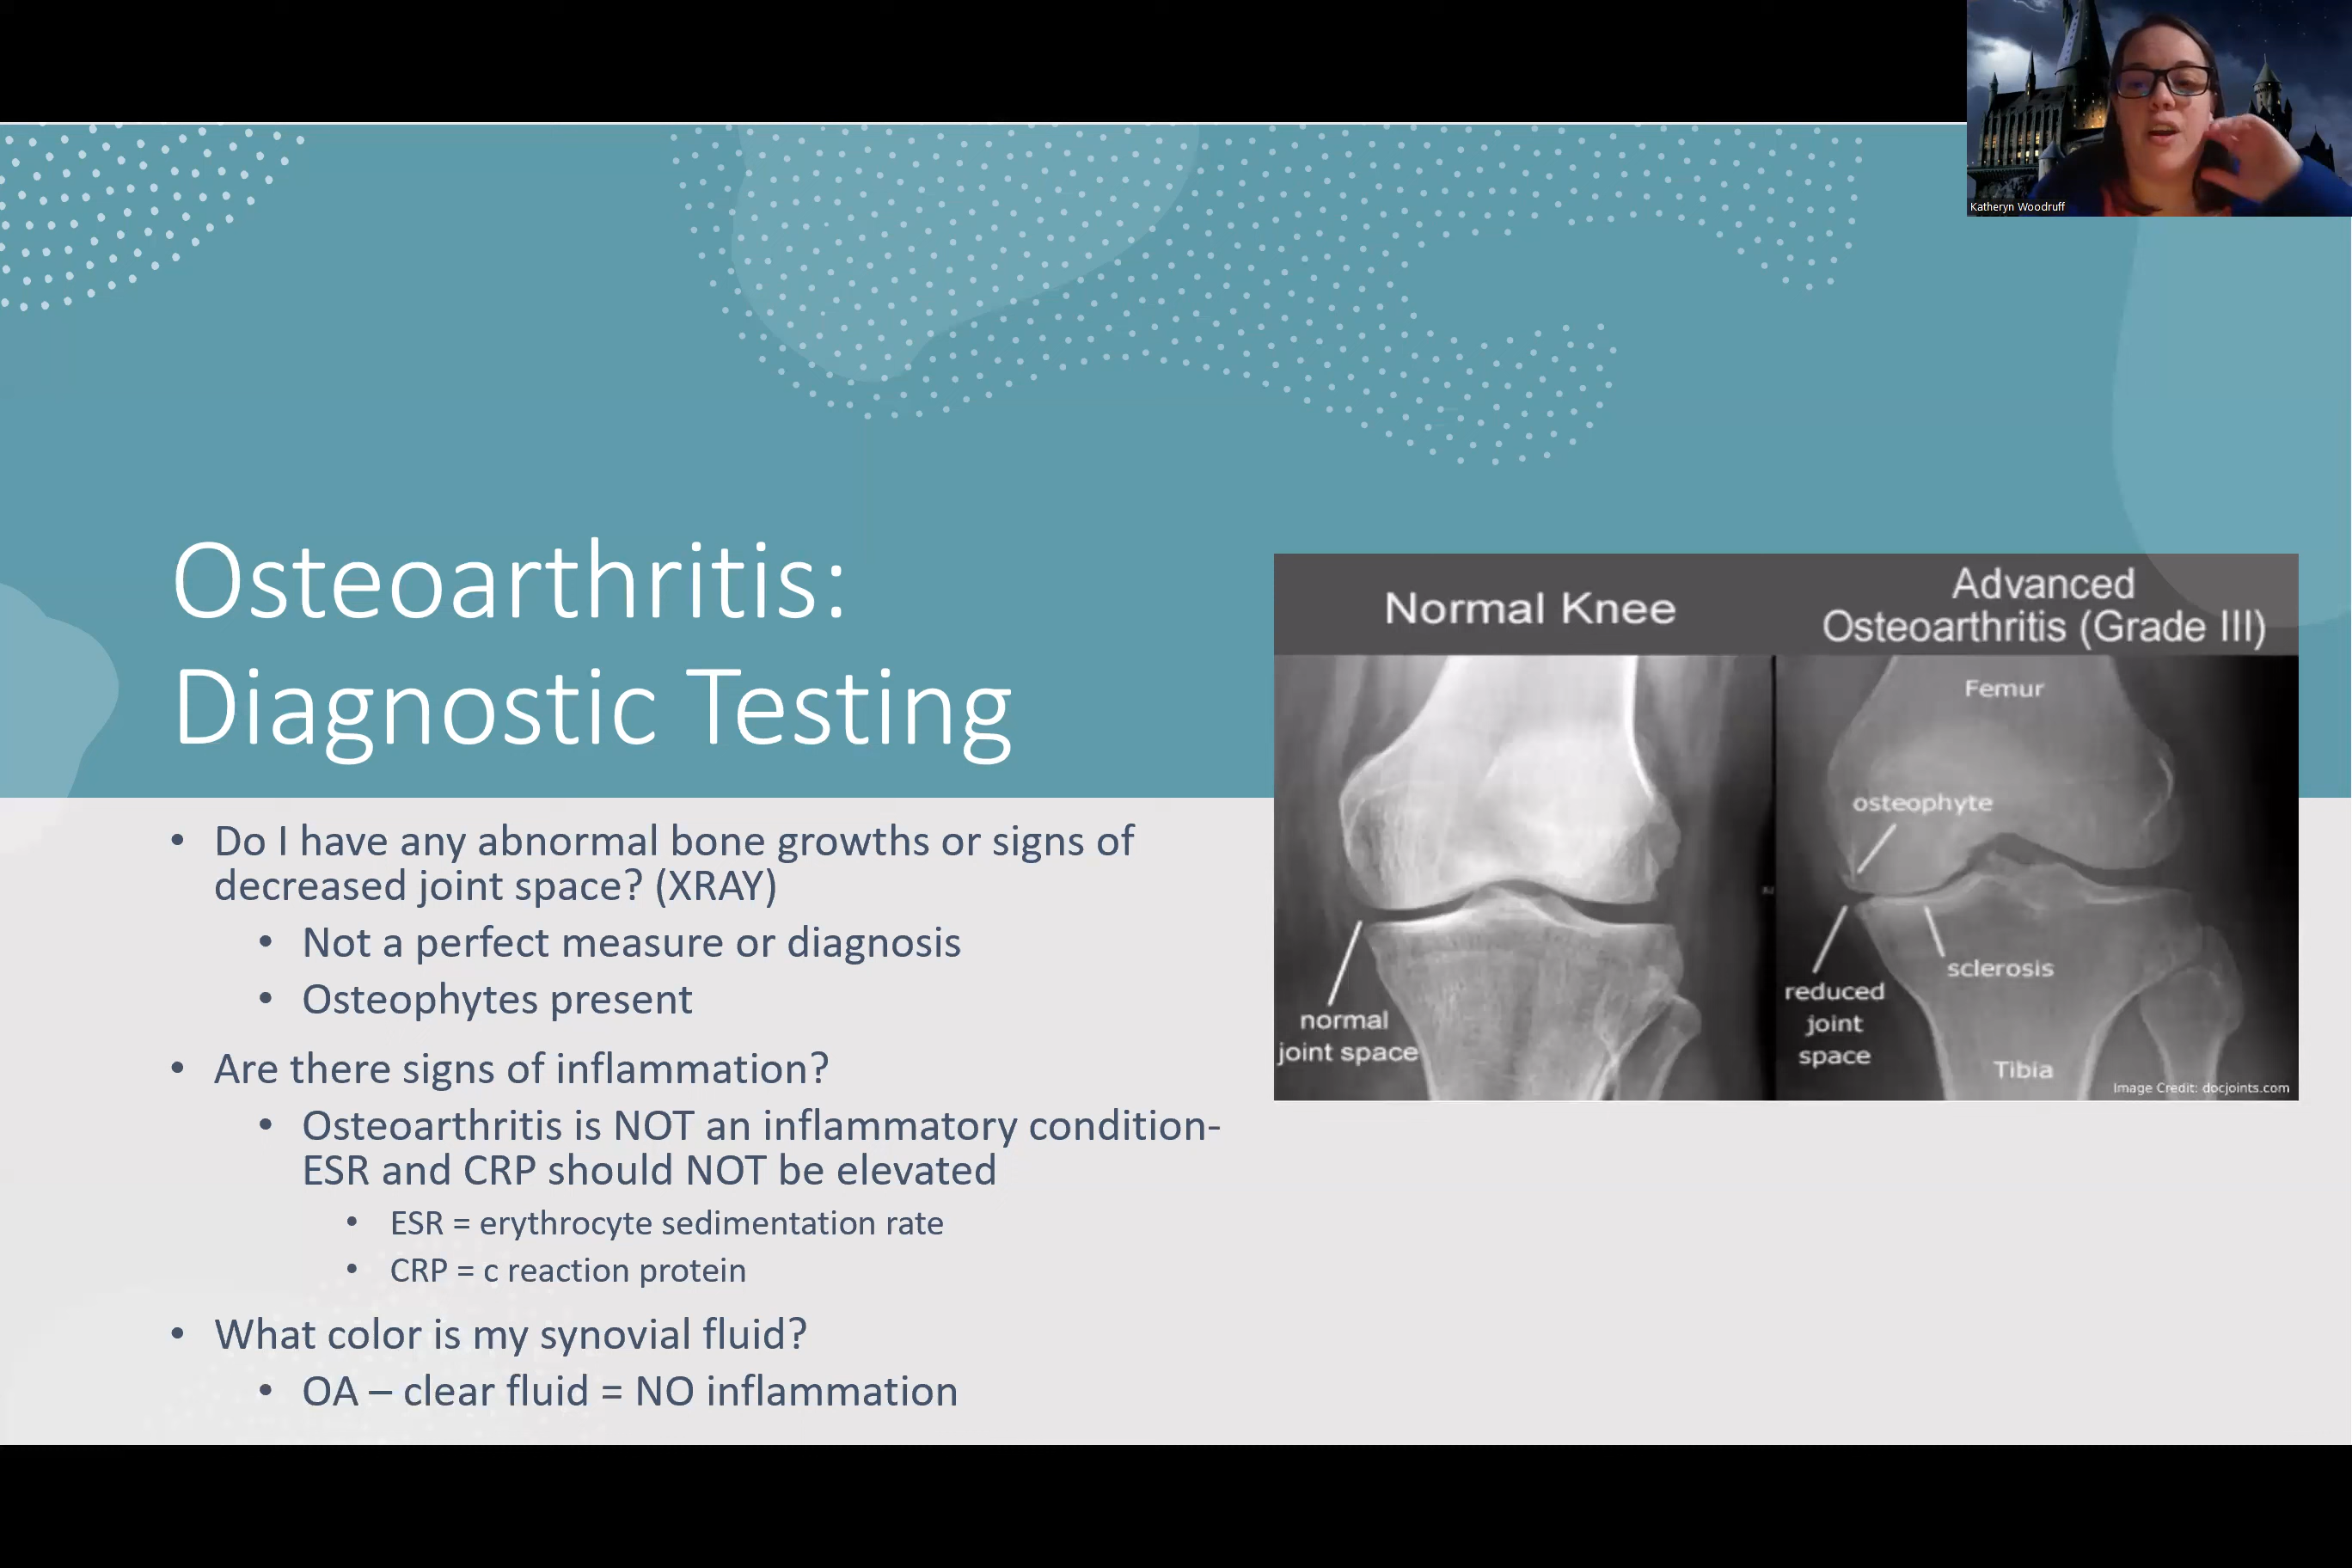 Katheryn Woodruff
Osteoarthritis:
Diagnostic Testing
• Do I have any abnormal bone growths or signs of
decreased joint space? (XRAY)
• Not a perfect measure or diagnosis
• Osteophytes present
• Are there signs of inflammation?
• Osteoarthritis is NOT an inflammatory condition-
ESR and CRP should NOT be elevated
• ESR = erythrocyte sedimentation rate
• CRP = c reaction protein
• What color is my synovial fluid?
• OA – clear fluid = NO inflammation
Normal Knee
normal
joint space
Advanced
Osteoarthritis (Grade III)
Femur
osteophyte
sclerosis
reduced
joint
space
Tibia
Image Credit: docjoints.com